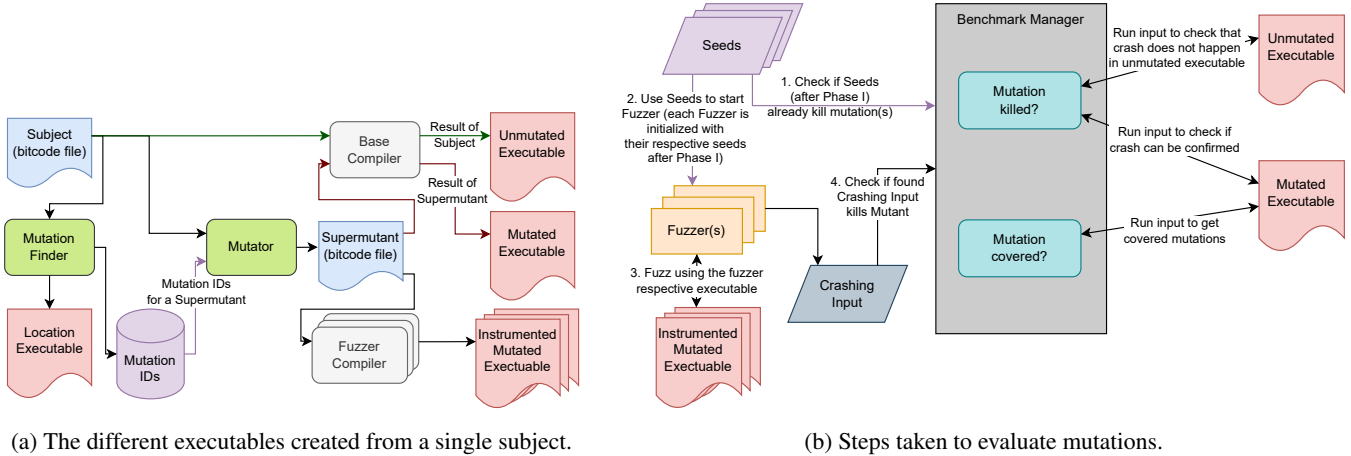 Subject
(bitcode file)
Base
Compiler
Result of
Subject
Unmutated
Executable
Result of
Supermutant
Mutation
Finder
Mutator
Supermutant
(bitcode file)
Mutated
Executable
Mutation IDs
for a Supermutant
Location
Executable
Mutation
IDs
Fuzzer
Compiler
Instrumented
Mutated
Exectuable
(a) The different executables created from a single subject.
Seeds
1. Check if Seeds
(after Phase I)
already kill mutation(s)
2. Use Seeds to start
Fuzzer (each Fuzzer is
initialized with
their respective seeds
after Phase I)
Fuzzer(s)
3. Fuzz using the fuzzer
respective executable
Instrumented
Mutated
Exectuable
4. Check if found
Crashing Input
kills Mutant
Crashing
Input
Benchmark Manager
Mutation
killed?
Mutation
covered?
Run input to check that
crash does not happen
in unmutated executable
Unmutated
Executable
Run input to check if
crash can be confirmed
Mutated
Executable
Run input to get
covered mutations
(b) Steps taken to evaluate mutations.